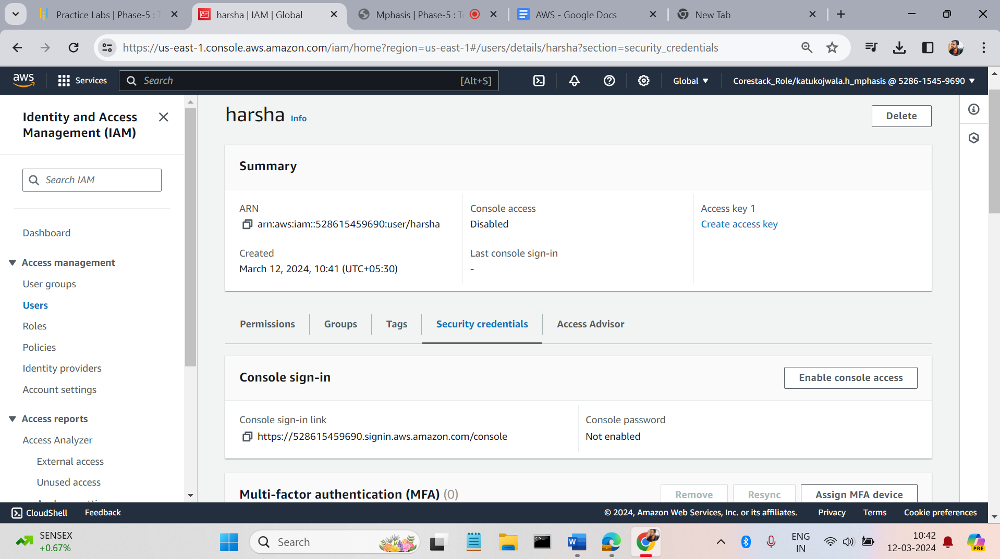 Practice Labs | Phase-5 : T
harsha | IAM | Global
Mphasis | Phase-5 : Te
AWS - Google Docs
New Tab
https://us-east-1.console.aws.amazon.com/iam/home?region=us-east-1#/users/details/harsha?section=security_credentials
aws
Services
Search
[Alt+S]
Global
Corestack_Role/katukojwala.h_mphasis @ 5286-1545-9690
Identity and Access
Management (IAM)
Search IAM
Dashboard
Access management
User groups
Users
Roles
Policies
Identity providers
Account settings
Access reports
Access Analyzer
External access
Unused access
Analyzer settings
harsha Info
Delete
Summary
ARN
arn:aws:iam::528615459690:user/harsha
Console access
Disabled
Access key 1
Create access key
Created
March 12, 2024, 10:41 (UTC+05:30)
Last console sign-in
-
Permissions
Groups
Tags
Security credentials
Access Advisor
Console sign-in
Enable console access
Console sign-in link
https://528615459690.signin.aws.amazon.com/console
Console password
Not enabled
Multi-factor authentication (MFA) (0)
Remove
Resync
Assign MFA device
CloudShell
Feedback
© 2024, Amazon Web Services, Inc. or its affiliates.
Privacy
Terms
Cookie preferences
SENSEX
+0.67%
Search
ENG
IN
10:42
12-03-2024
PRE